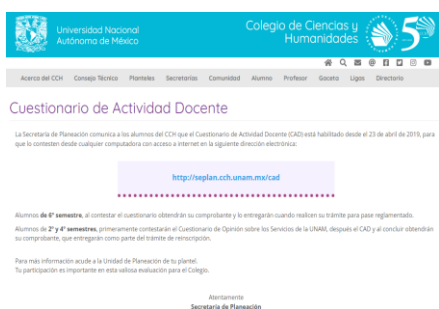 Universidad Nacional
Autónoma de México
Colegio de Ciencias y
Humanidades
5
Acerca del CCH Consejo Técnico Planteles Secretarías Comunidad Alumno Profesor Gaceta Ligas Directorio
Cuestionario de Actividad Docente
La Secretaría de Planeación comunica a los alumnos del CCH que el Cuestionario de Actividad Docente (CAD) está habilitado desde el 23 de abril de 2019, para
que lo contesten desde cualquier computadora con acceso a internet en la siguiente dirección electrónica:
http://seplan.cch.unam.mx/cad
Alumnos de 6º semestre, al contestar el cuestionario obtendrán su comprobante y lo entregarán cuando realicen su trámite para pase reglamentado.
Alumnos de 2º y 4º semestres, primeramente contestarán el Cuestionario de Opinión sobre los Servicios de la UNAM, después el CAD y al concluir obtendrán
su comprobante, que entregarán como parte del trámite de reinscripción.
Para más información acude a la Unidad de Planeación de tu plantel.
Tu participación es importante en esta valiosa evaluación para el Colegio.
Atentamente
Secretaría de Planeación